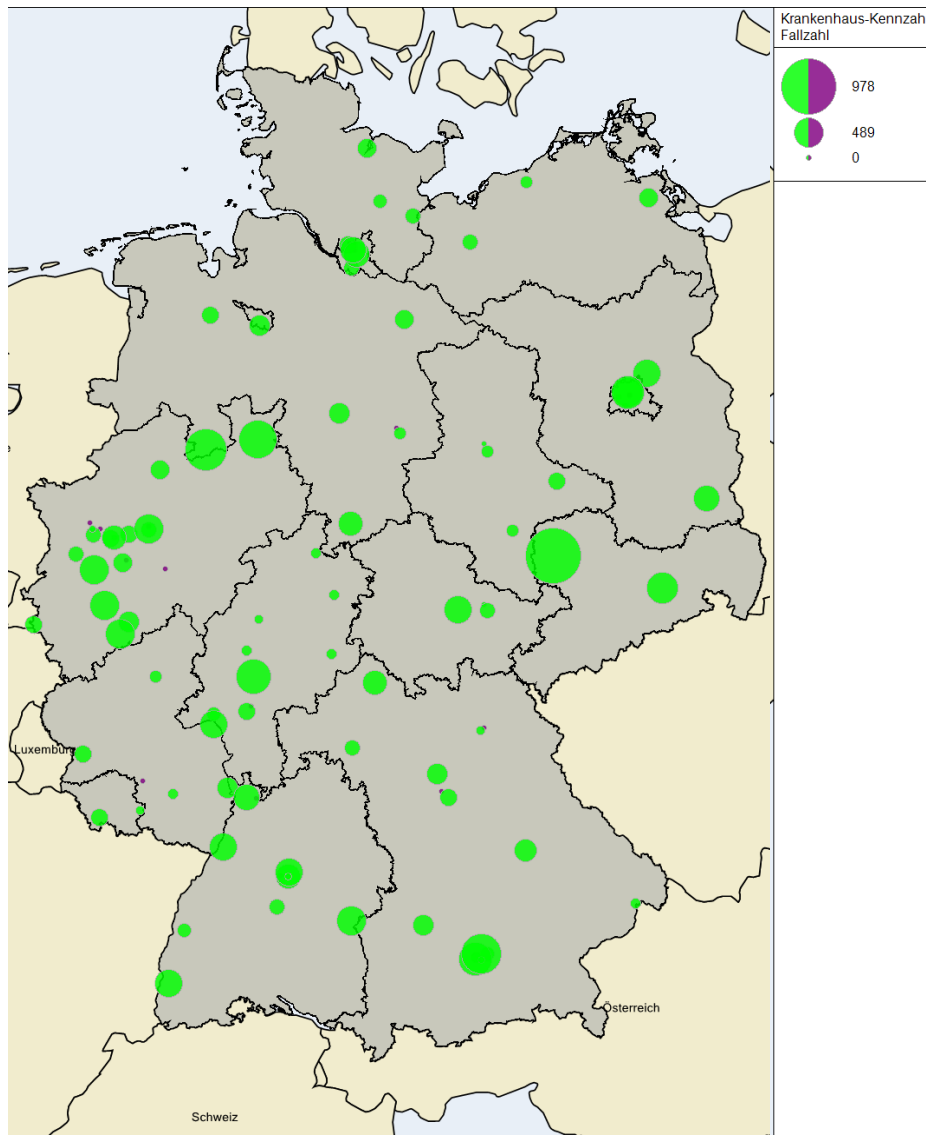 Krankenhaus-Kennzah
Fallzahl
978
489
0
e
Luxemburg
Österreich
Schweiz